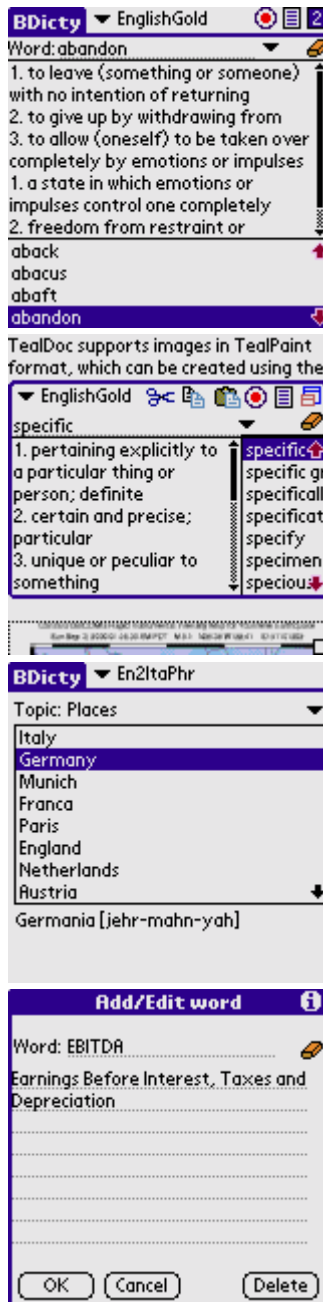 BDicty EnglishGold 2
Word: abandon
1. to leave (something or someone)
with no intention of returning
2. to give up by withdrawing from
3. to allow (oneself) to be taken over
completely by emotions or impulses
1. a state in which emotions or
impulses control one completely
2. freedom from restraint or
aback
abacus
abaft
abandon
TealDoc supports images in TealPaint
format, which can be created using the
EnglishGold
specific
1. pertaining explicitly to
a particular thing or
person; definite
2. certain and precise;
particular
3. unique or peculiar to
something
specific
specific gr
specificall
specificat
specify
specimen
speciou
BDicty En2ItaPhr
Topic: Places
Italy
Germany
Munich
Franca
Paris
England
Netherlands
Austria
Germania [jehr-mahn-yah]
Add/Edit word i
Word: EBITDA
Earnings Before Interest, Taxes and
Depreciation
OK Cancel Delete